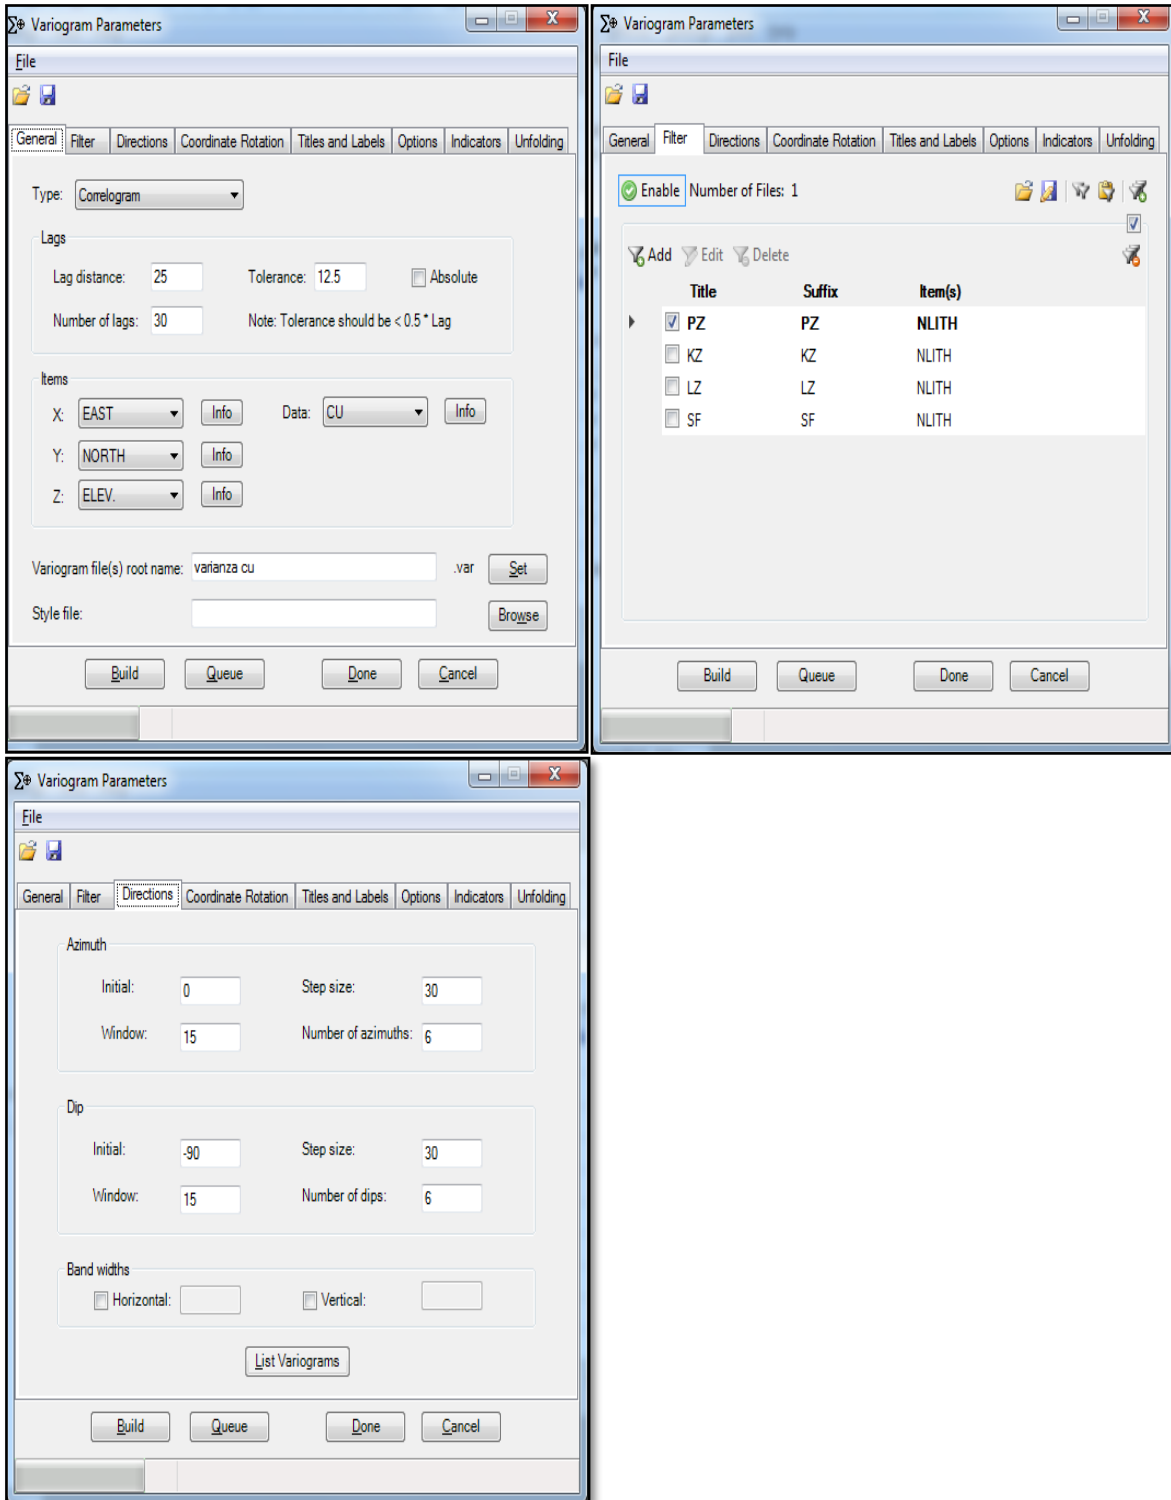 Variogram Parameters
File
General Filter Directions Coordinate Rotation Titles and Labels Options Indicators Unfolding
Type: Correlogram
Lags
Lag distance: 25 Tolerance: 12.5 Absolute
Number of lags: 30 Note: Tolerance should be < 0.5 * Lag
Items
X: EAST Info Data: CU Info
Y: NORTH Info
Z: ELEV. Info
Variogram file(s) root name: varianza cu .var Set
Style file: Browse
Build Queue Done Cancel
Variogram Parameters
File
General Filter Directions Coordinate Rotation Titles and Labels Options Indicators Unfolding
Enable Number of Files: 1
Add Edit Delete
Title Suffix Item(s)
PZ PZ NLITH
KZ KZ NLITH
LZ LZ NLITH
SF SF NLITH
Build Queue Done Cancel
Variogram Parameters
File
General Filter Directions Coordinate Rotation Titles and Labels Options Indicators Unfolding
Azimuth
Initial: 0 Step size: 30
Window: 15 Number of azimuths: 6
Dip
Initial: -90 Step size: 30
Window: 15 Number of dips: 6
Band widths
Horizontal: Vertical:
List Variograms
Build Queue Done Cancel